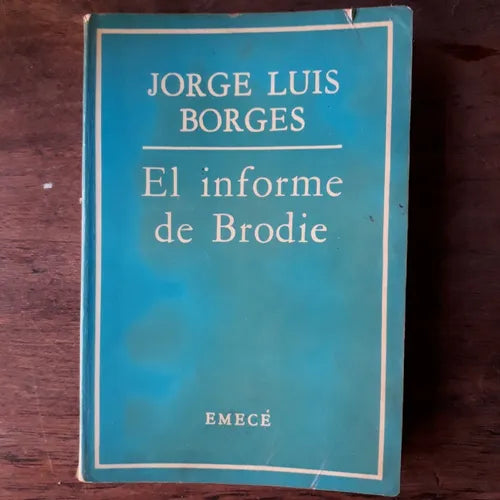 JORGE LUIS
BORGES
El informe
de Brodie
EMECÉ